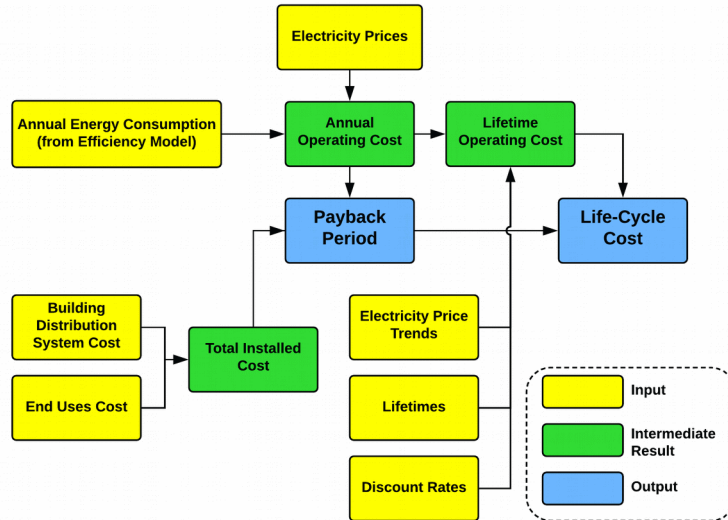 Electricity Prices
Annual Energy Consumption
(from Efficiency Model)
Annual
Operating Cost
Lifetime
Operating Cost
Payback
Period
Life-Cycle
Cost
Building
Distribution
System Cost
Total Installed
Cost
End Uses Cost
Electricity Price
Trends
Lifetimes
Discount Rates
Input
Intermediate
Result
Output